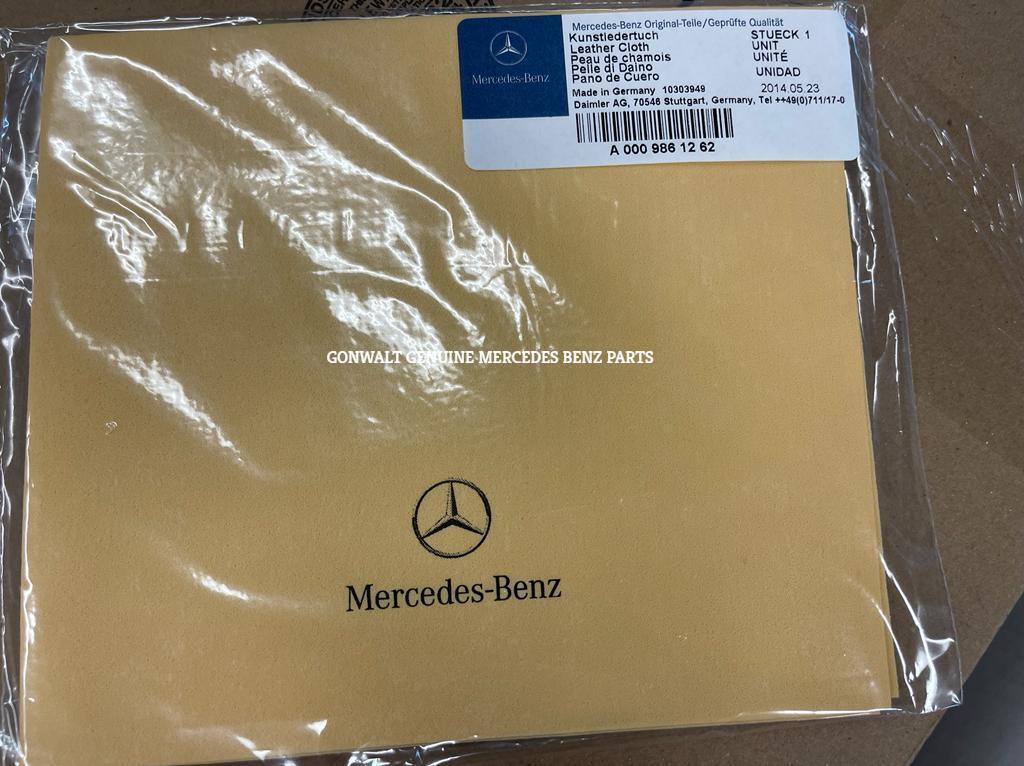 Mercedes-Benz Original-Teile/Geprüfte Qualität
Mercedes-Benz
Kunstledertuch STUECK 1
Leather Cloth UNIT
Peau de chamois UNITÉ
Pelle di Daino UNIDAD
Pano de Cuero
Made in Germany 10303949 2014.05.23
Daimler AG, 70546 Stuttgart, Germany, Tel ++49(0)711/17-0
A 000 986 12 62
GONWALT GENUINE MERCEDES BENZ PARTS
Mercedes-Benz